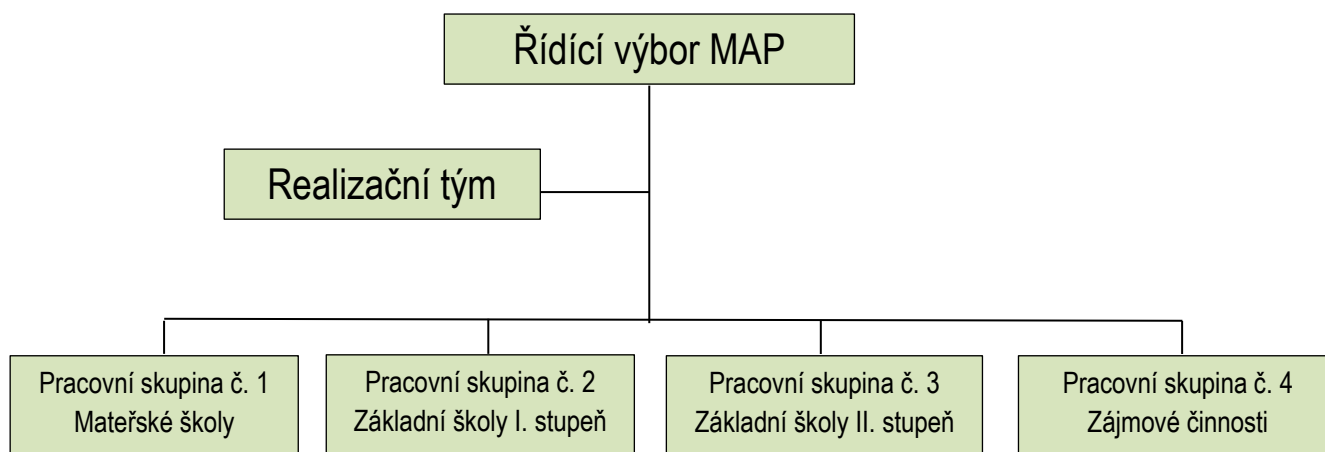 Řídící výbor MAP
Realizační tým
Pracovní skupina č. 1
Mateřské školy
Pracovní skupina č. 2
Základní školy I. stupeň
Pracovní skupina č. 3
Základní školy II. stupeň
Pracovní skupina č. 4
Zájmové činnosti